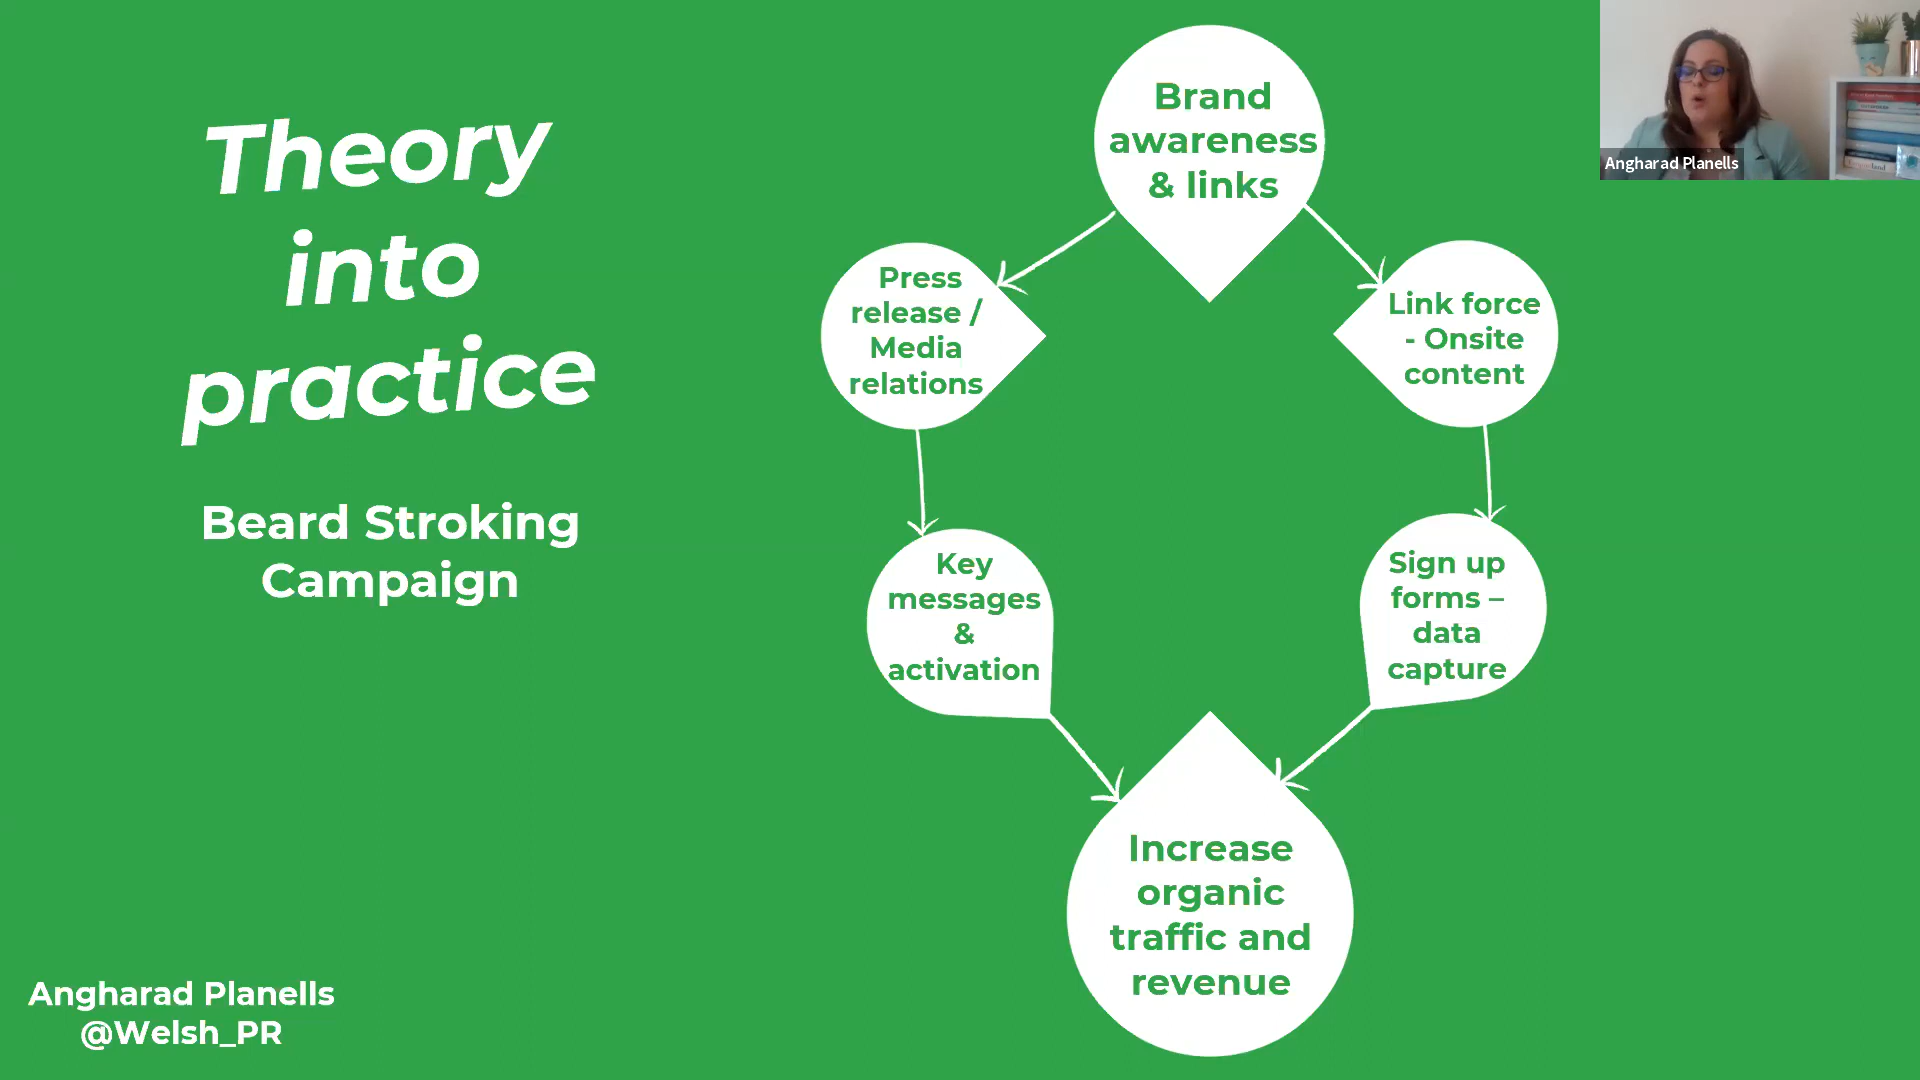 Theory
into
practice
Beard Stroking
Campaign
Brand
awareness
& links
Press
release /
Media
relations
Link force
- Onsite
content
Key
messages
&
activation
Sign up
forms –
data
capture
Increase
organic
traffic and
revenue
Angharad Planells
@Welsh_PR
Angharad Planells